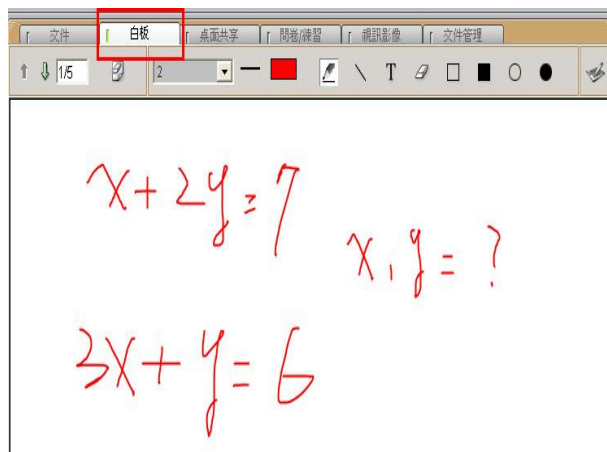 文件 白板 桌面共享 問卷/練習 視訊影像 文件管理
1/5 2 T
x+2y=7
x,y=?
3x+y=6